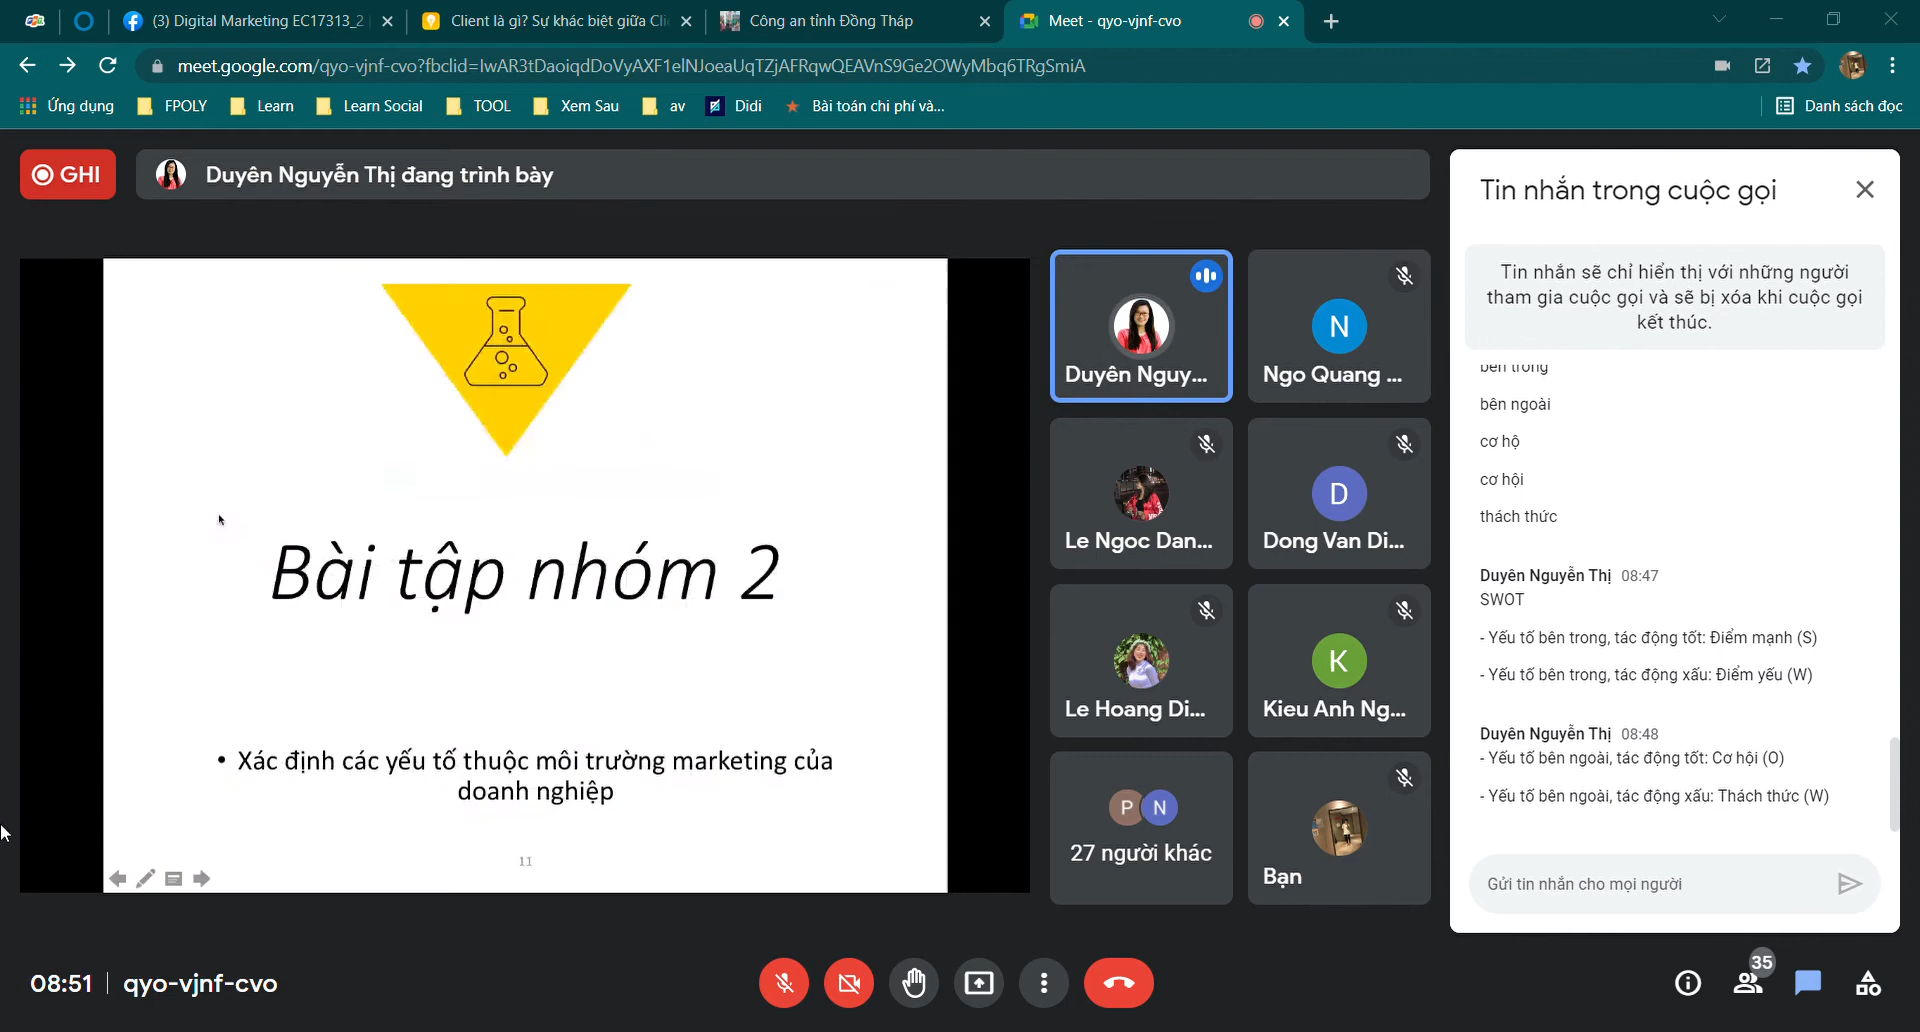 (3) Digital Marketing EC17313_2
Client là gì? Sự khác biệt giữa Cli
Công an tỉnh Đồng Tháp
Meet - qyo-vjnf-cvo
meet.google.com/qyo-vjnf-cvo?fbclid=IwAR3tDaoiqdDoVyAXF1elNJoeaUqTZjAFRqwQEAVnS9Ge2OWyMbq6TRgSmiA
Ứng dụng
FPOLY
Learn
Learn Social
TOOL
Xem Sau
av
Didi
Bài toán chi phí và...
Danh sách đọc
GHI
Duyên Nguyễn Thị đang trình bày
Bài tập nhóm 2
• Xác định các yếu tố thuộc môi trường marketing của
doanh nghiệp
11
Duyên Nguy...
N
Ngo Quang ...
Le Ngoc Dan...
D
Dong Van Di...
Le Hoang Di...
K
Kieu Anh Ng...
P
N
27 người khác
Bạn
Tin nhắn trong cuộc gọi
Tin nhắn sẽ chỉ hiển thị với những người
tham gia cuộc gọi và sẽ bị xóa khi cuộc gọi
kết thúc.
bên trong
bên ngoài
cơ hộ
cơ hội
thách thức
Duyên Nguyễn Thị 08:47
SWOT
- Yếu tố bên trong, tác động tốt: Điểm mạnh (S)
- Yếu tố bên trong, tác động xấu: Điểm yếu (W)
Duyên Nguyễn Thị 08:48
- Yếu tố bên ngoài, tác động tốt: Cơ hội (O)
- Yếu tố bên ngoài, tác động xấu: Thách thức (W)
Gửi tin nhắn cho mọi người
08:51
qyo-vjnf-cvo
35